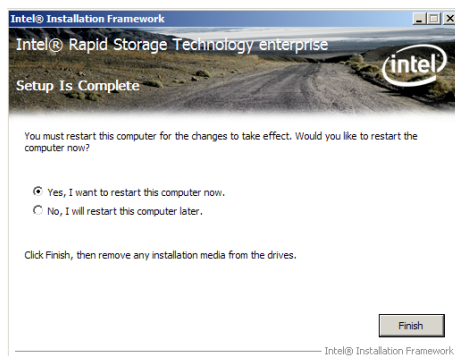 Intel® Installation Framework
Intel® Rapid Storage Technology enterprise
intel
Setup Is Complete
You must restart this computer for the changes to take effect. Would you like to restart the
computer now?
Yes, I want to restart this computer now.
No, I will restart this computer later.
Click Finish, then remove any installation media from the drives.
Finish
Intel® Installation Framework